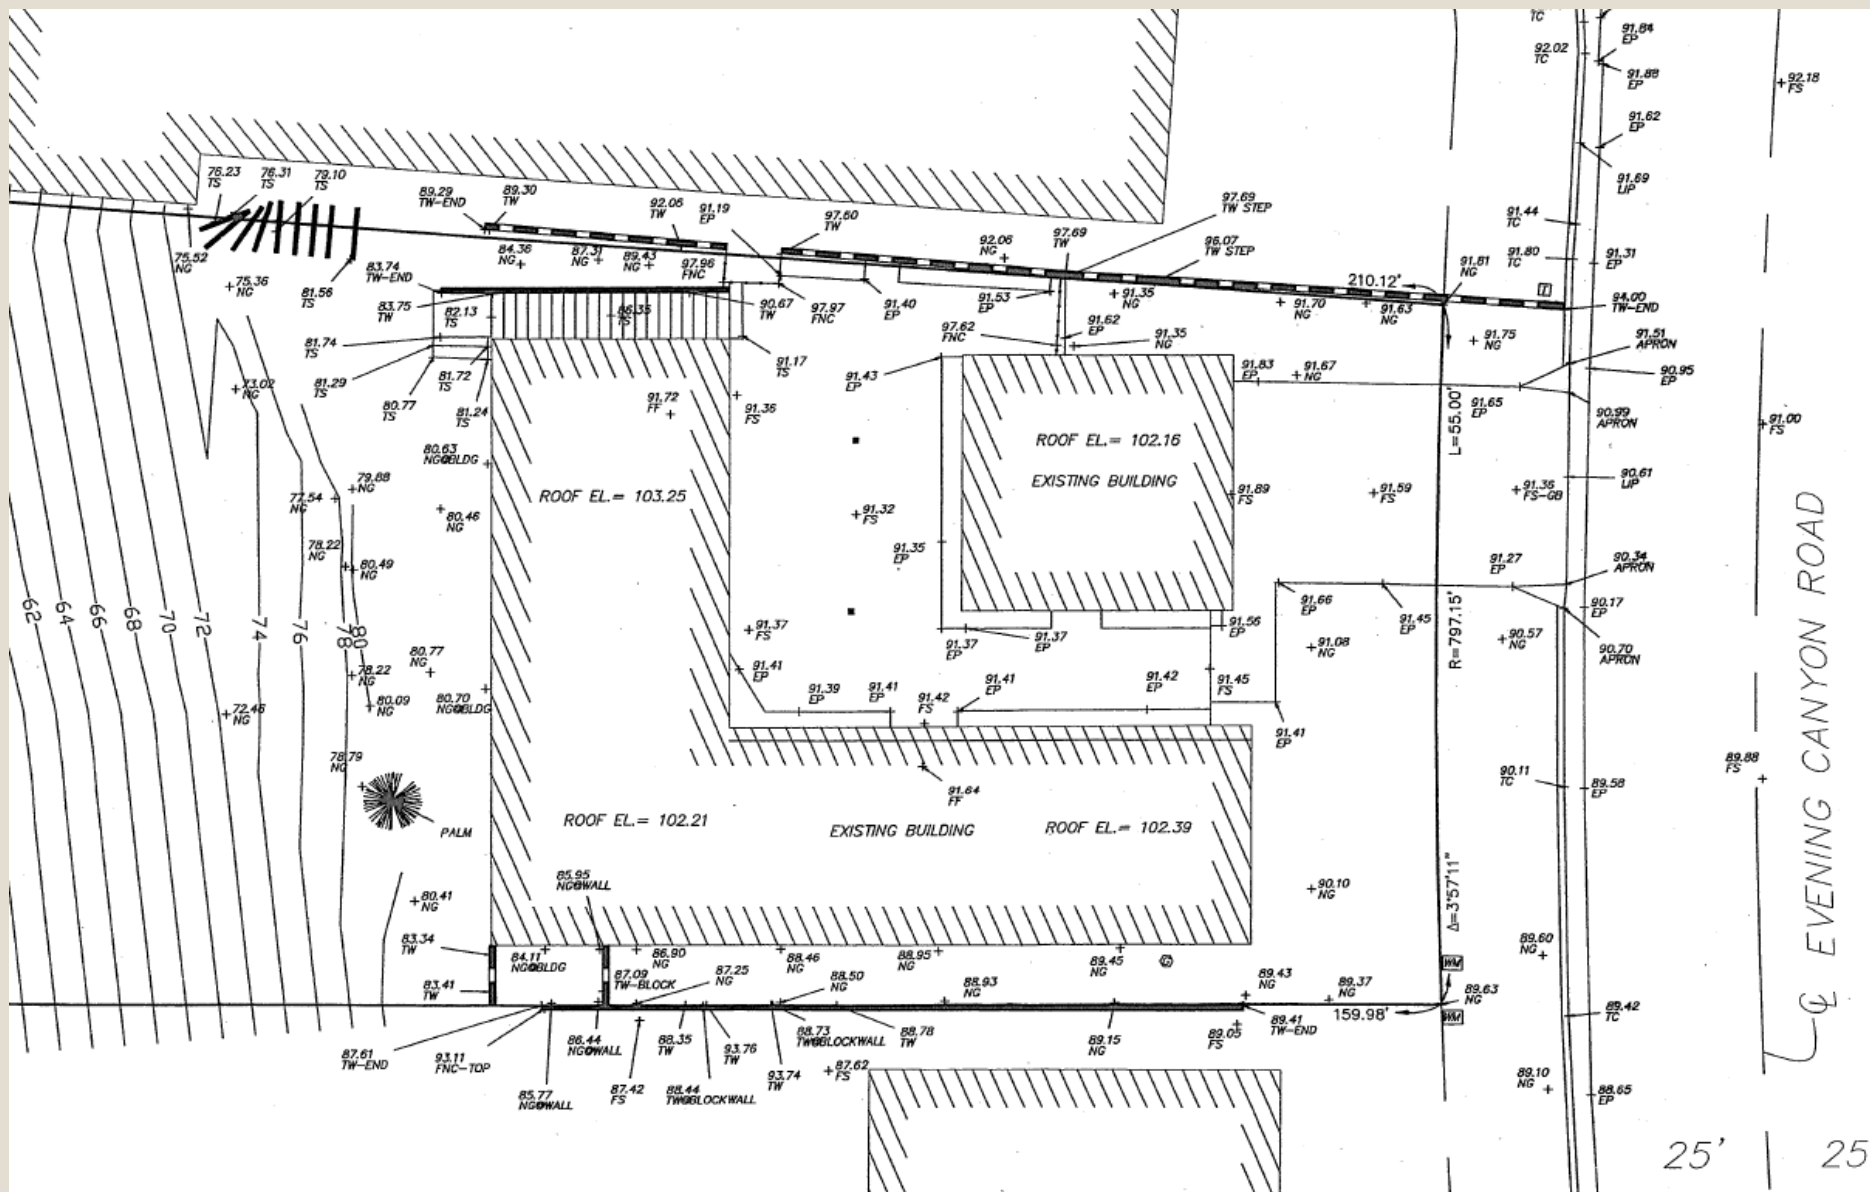 TC
91.84
EP
92.02
TC
91.88
EP
92.18
FS
91.62
EP
91.69
LIP
76.23
TS
76.31
TS
79.10
TS
89.29
TW-END
89.30
TW
92.05
TW
91.19
EP
97.60
TW
97.69
TW STEP
91.44
TC
92.06
NG
97.69
TW
96.07
TW STEP
91.80
TC
91.31
EP
75.52
NG
84.36
NG
87.31
NG
89.43
NG
97.96
FNC
91.81
NG
83.74
TW-END
75.36
NG
81.56
TS
210.12'
T
94.00
TW-END
83.75
TW
82.13
TS
86.35
TS
90.67
TW
97.97
FNC
91.40
EP
91.53
EP
91.35
NG
91.70
NG
91.63
NG
81.74
TS
97.62
FNC
91.62
EP
91.35
NG
91.75
NG
91.51
APRON
91.17
TS
81.29
TS
81.72
TS
73.02
NG
91.43
EP
91.83
EP
91.67
NG
90.95
EP
80.77
TS
81.24
TS
91.72
FF
91.36
FS
91.65
EP
90.99
APRON
91.00
FS
L=55.00'
ROOF EL.= 102.16
EXISTING BUILDING
80.63
NG@BLDG
79.88
NG
77.54
NG
ROOF EL.= 103.25
91.89
FS
91.59
FS
91.36
FS-GB
90.61
LIP
80.46
NG
91.32
FS
78.22
NG
80.49
NG
91.35
EP
91.27
EP
90.34
APRON
62
64
66
68
70
72
74
76
78
80
91.66
EP
91.45
EP
90.17
EP
91.37
FS
91.37
EP
91.37
EP
91.56
EP
91.08
NG
R=797.15'
90.57
NG
90.70
APRON
80.77
NG
78.22
NG
91.41
EP
80.09
NG
80.70
NG@BLDG
72.46
NG
91.39
EP
91.41
EP
91.42
FS
91.41
EP
91.42
EP
91.45
FS
91.41
EP
78.79
NG
91.64
FF
90.11
TC
89.58
EP
89.88
FS
PALM
ROOF EL.= 102.21
EXISTING BUILDING
ROOF EL.= 102.39
℄ EVENING CANYON ROAD
85.95
NG@WALL
80.41
NG
90.10
NG
Δ=3°57'11"
83.34
TW
84.11
NG@BLDG
86.90
NG
88.46
NG
88.95
NG
89.45
NG
G
89.60
NG
WM
83.41
TW
87.09
TW-BLOCK
87.25
NG
88.50
NG
88.93
NG
89.43
NG
89.37
NG
89.63
NG
159.98'
WM
89.42
TC
87.61
TW-END
93.11
FNC-TOP
86.44
NG@WALL
88.35
TW
93.76
TW
88.73
TW@BLOCKWALL
88.78
TW
89.15
NG
89.05
FS
89.41
TW-END
85.77
NG@WALL
87.42
FS
88.44
TW@BLOCKWALL
93.74
TW
87.62
FS
89.10
NG
88.65
EP
25'
25